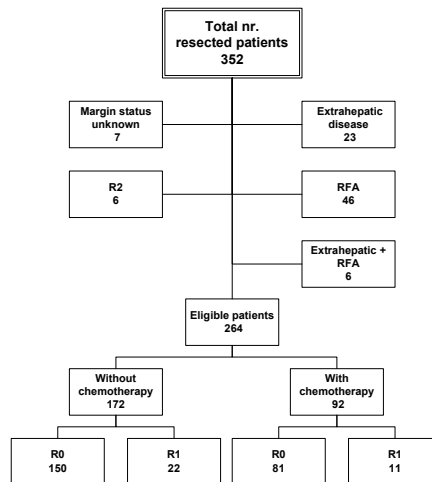 Total nr.
resected patients
352
Margin status
unknown
7
Extrahepatic
disease
23
R2
6
RFA
46
Extrahepatic +
RFA
6
Eligible patients
264
Without
chemotherapy
172
With
chemotherapy
92
R0
150
R1
22
R0
81
R1
11